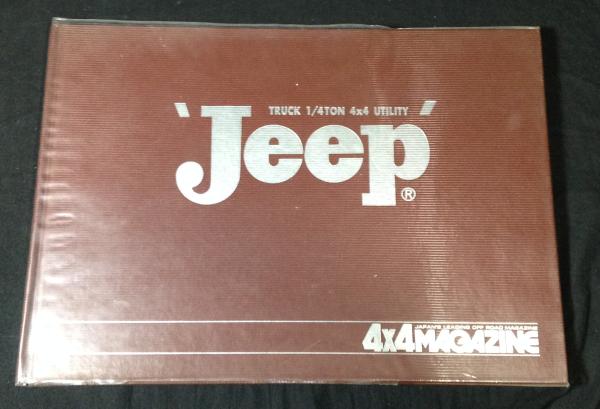 TRUCK 1/4TON 4x4 UTILITY
'Jeep'®
JAPAN'S LEADING OFF ROAD MAGAZINE
4x4MAGAZINE